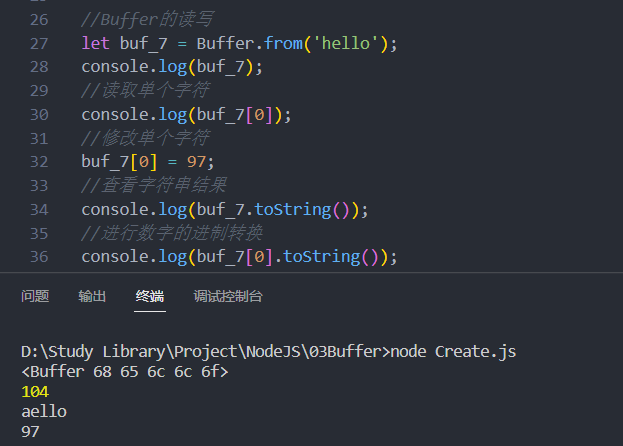 26 //Buffer的读写
27 let buf_7 = Buffer.from('hello');
28 console.log(buf_7);
29 //读取单个字符
30 console.log(buf_7[0]);
31 //修改单个字符
32 buf_7[0] = 97;
33 //查看字符串结果
34 console.log(buf_7.toString());
35 //进行数字的进制转换
36 console.log(buf_7[0].toString());
问题 输出 终端 调试控制台
D:\Study Library\Project\NodeJS\03Buffer>node Create.js
<Buffer 68 65 6c 6c 6f>
104
aello
97